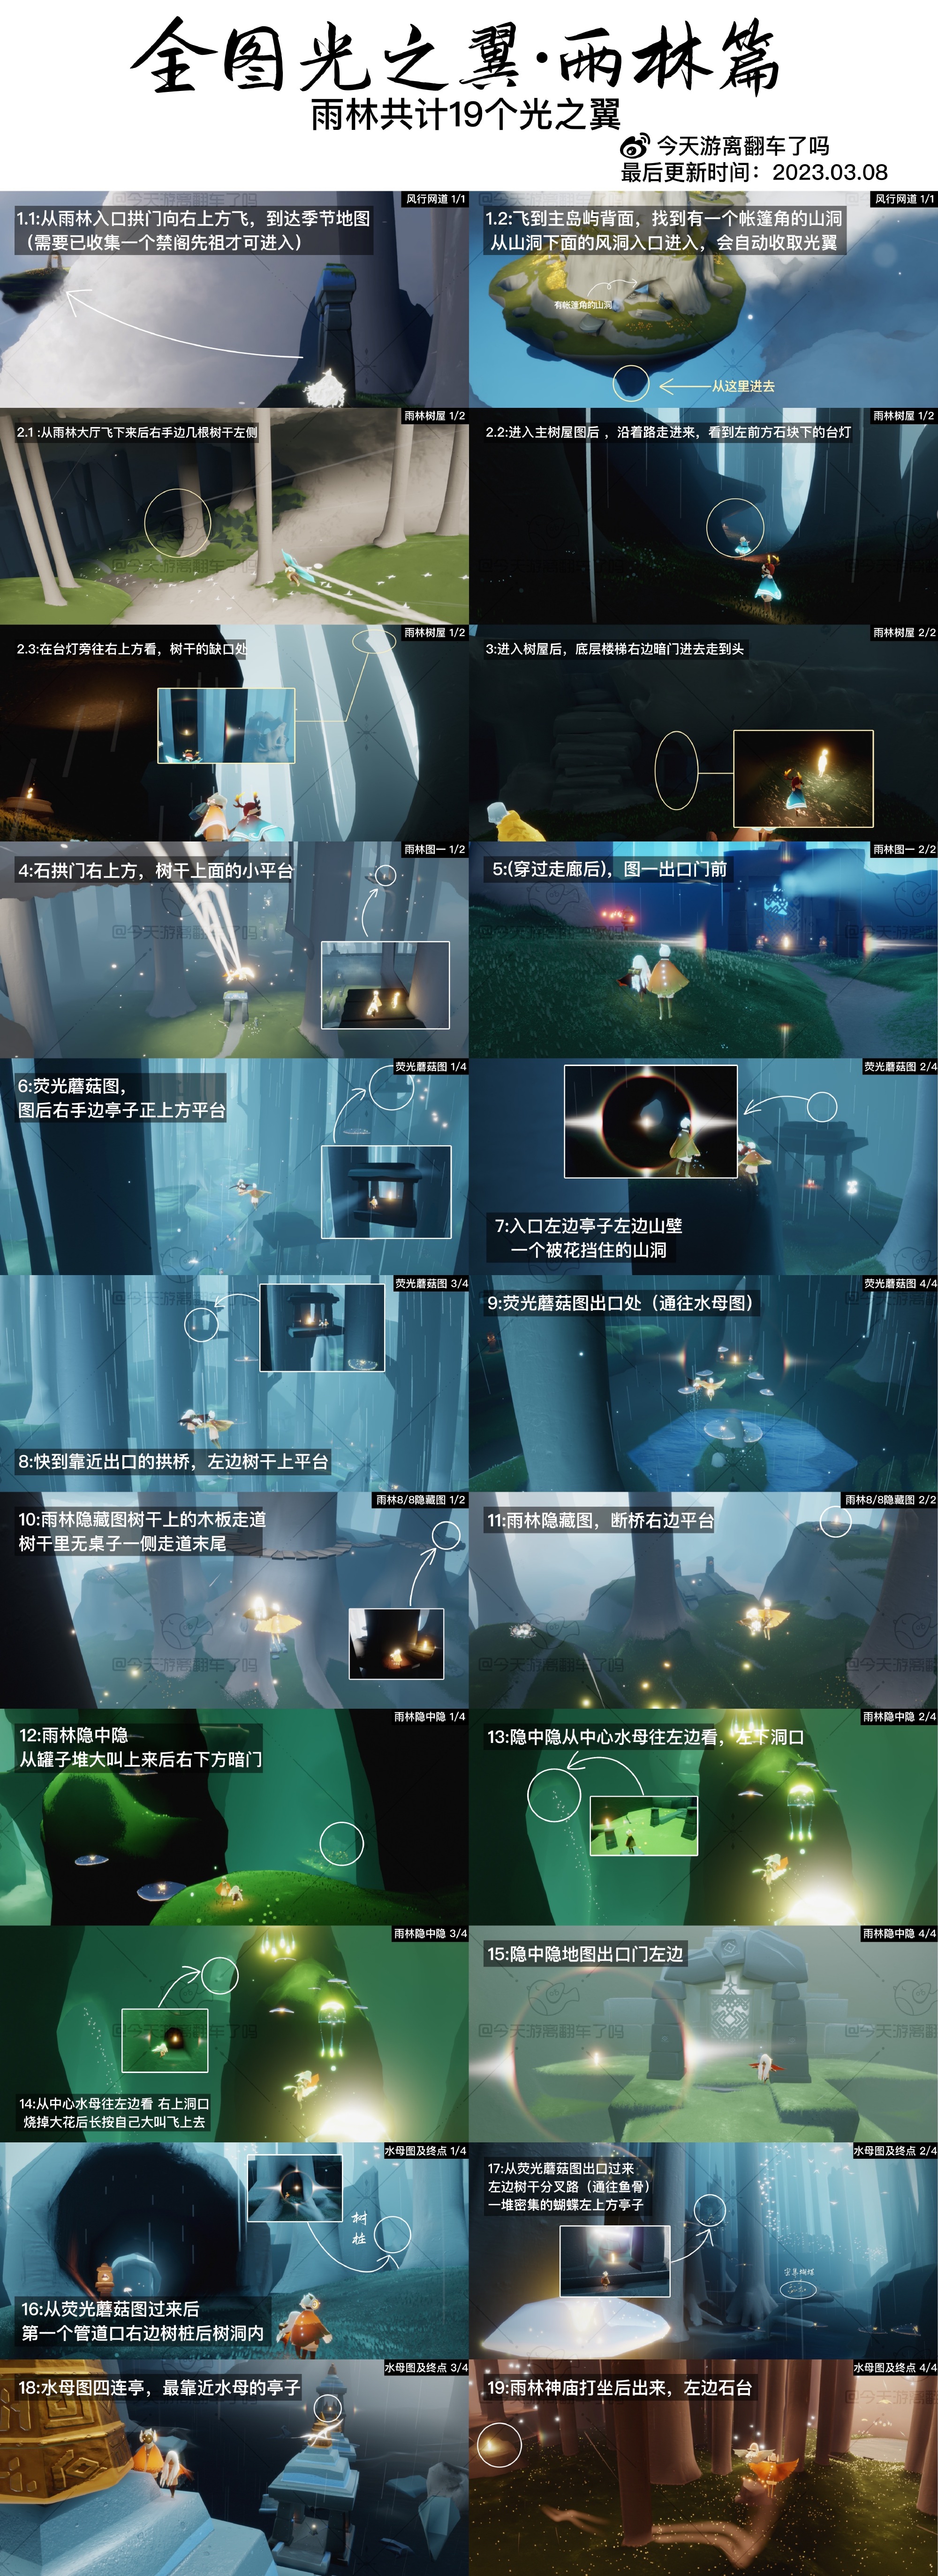 全图光之翼·雨林篇
雨林共计19个光之翼
今天游离翻车了吗
最后更新时间：2023.03.08
风行网道 1/1
1.1:从雨林入口拱门向右上方飞，到达季节地图
（需要已收集一个禁阁先祖才可进入）
风行网道 1/1
1.2:飞到主岛屿背面，找到有一个帐篷角的山洞
从山洞下面的风洞入口进入，会自动收取光翼
有帐篷角的山洞
从这里进去
雨林树屋 1/2
2.1 :从雨林大厅飞下来后右手边几根树干左侧
雨林树屋 1/2
2.2:进入主树屋图后 ，沿着路走进来，看到左前方石块下的台灯
雨林树屋 1/2
2.3:在台灯旁往右上方看，树干的缺口处
雨林树屋 2/2
3:进入树屋后，底层楼梯右边暗门进去走到头
雨林图一 1/2
4:石拱门右上方，树干上面的小平台
雨林图一 2/2
5:(穿过走廊后)，图一出口门前
荧光蘑菇图 1/4
6:荧光蘑菇图，
图后右手边亭子正上方平台
荧光蘑菇图 2/4
7:入口左边亭子左边山壁
一个被花挡住的山洞
荧光蘑菇图 3/4
8:快到靠近出口的拱桥，左边树干上平台
荧光蘑菇图 4/4
9:荧光蘑菇图出口处（通往水母图）
雨林8/8隐藏图 1/2
10:雨林隐藏图树干上的木板走道
树干里无桌子一侧走道末尾
雨林8/8隐藏图 2/2
11:雨林隐藏图，断桥右边平台
雨林隐中隐 1/4
12:雨林隐中隐
从罐子堆大叫上来后右下方暗门
雨林隐中隐 2/4
13:隐中隐从中心水母往左边看，左下洞口
雨林隐中隐 3/4
14:从中心水母往左边看 右上洞口
烧掉大花后长按自己大叫飞上去
雨林隐中隐 4/4
15:隐中隐地图出口门左边
水母图及终点 1/4
树
桩
16:从荧光蘑菇图过来后
第一个管道口右边树桩后树洞内
水母图及终点 2/4
17:从荧光蘑菇图出口过来
左边树干分叉路（通往鱼骨）
一堆密集的蝴蝶左上方亭子
密集蝴蝶
水母图及终点 3/4
18:水母图四连亭，最靠近水母的亭子
水母图及终点 4/4
19:雨林神庙打坐后出来，左边石台
@今天游离翻车了吗